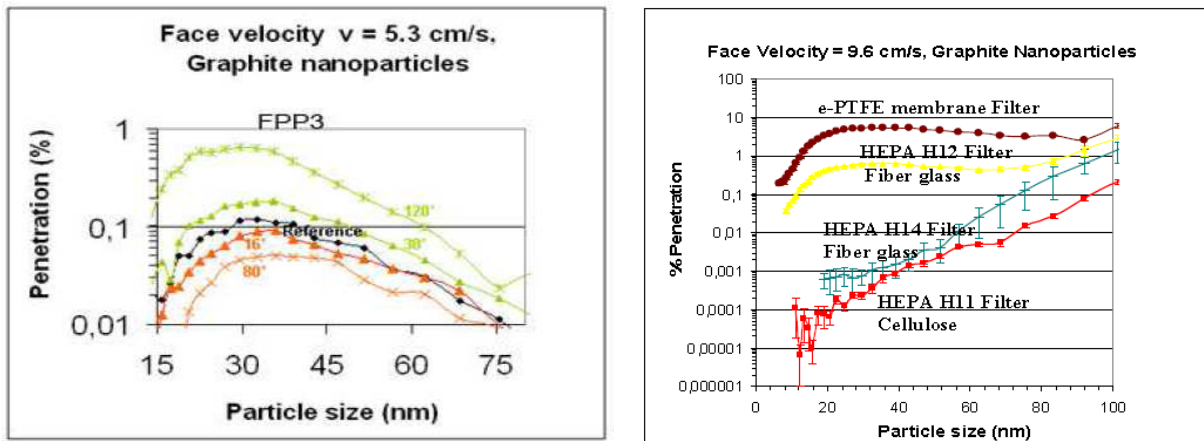 Face velocity v = 5.3 cm/s,
Graphite nanoparticles
FPP3
Penetration (%)
1
0,1
0,01
120°
Reference
16°
30°
80°
15 30 45 60 75
Particle size (nm)
Face Velocity = 9.6 cm/s, Graphite Nanoparticles
% Penetration
100
10
1
0,1
0,01
0,001
0,0001
0,00001
0,000001
e-PTFE membrane Filter
HEPA H12 Filter
Fiber glass
HEPA H14 Filter
Fiber glass
HEPA H11 Filter
Cellulose
0 20 40 60 80 100
Particle size (nm)